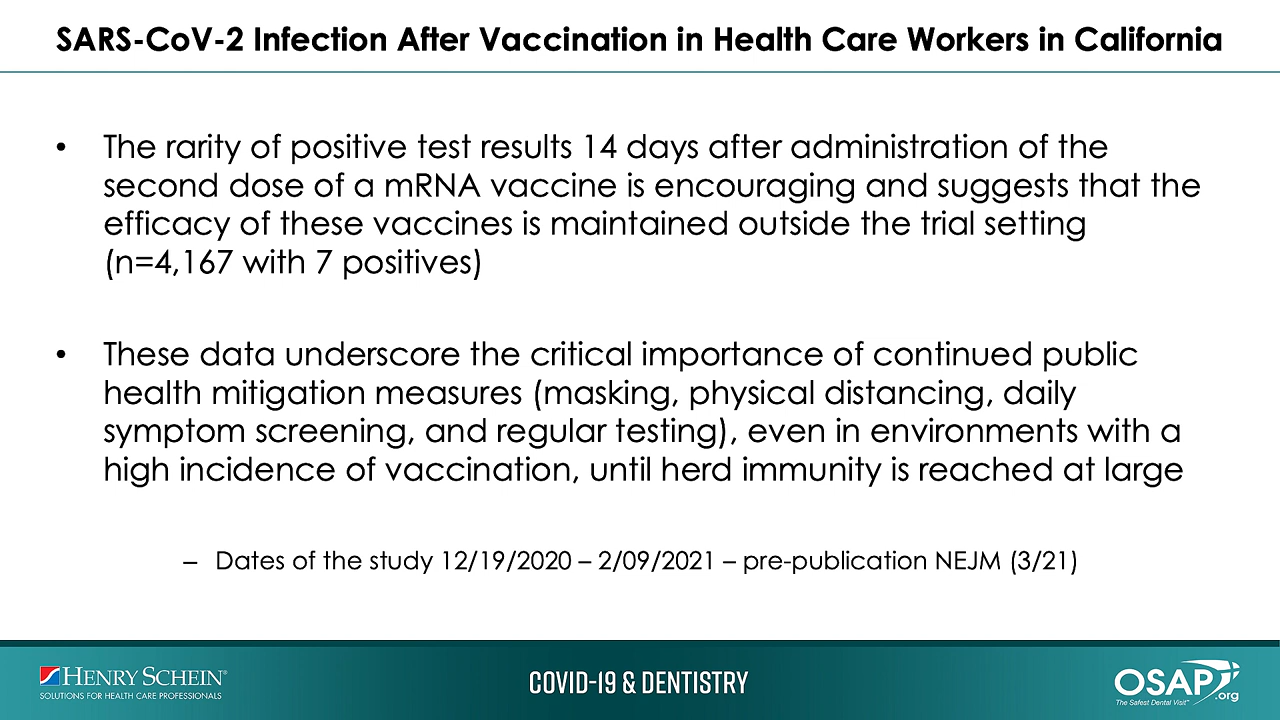 SARS-CoV-2 Infection After Vaccination in Health Care Workers in California
• The rarity of positive test results 14 days after administration of the
second dose of a mRNA vaccine is encouraging and suggests that the
efficacy of these vaccines is maintained outside the trial setting
(n=4,167 with 7 positives)
• These data underscore the critical importance of continued public
health mitigation measures (masking, physical distancing, daily
symptom screening, and regular testing), even in environments with a
high incidence of vaccination, until herd immunity is reached at large
– Dates of the study 12/19/2020 – 2/09/2021 – pre-publication NEJM (3/21)
HENRY SCHEIN®
SOLUTIONS FOR HEALTH CARE PROFESSIONALS
COVID-19 & DENTISTRY
OSAP.org
The Safest Dental Visit™